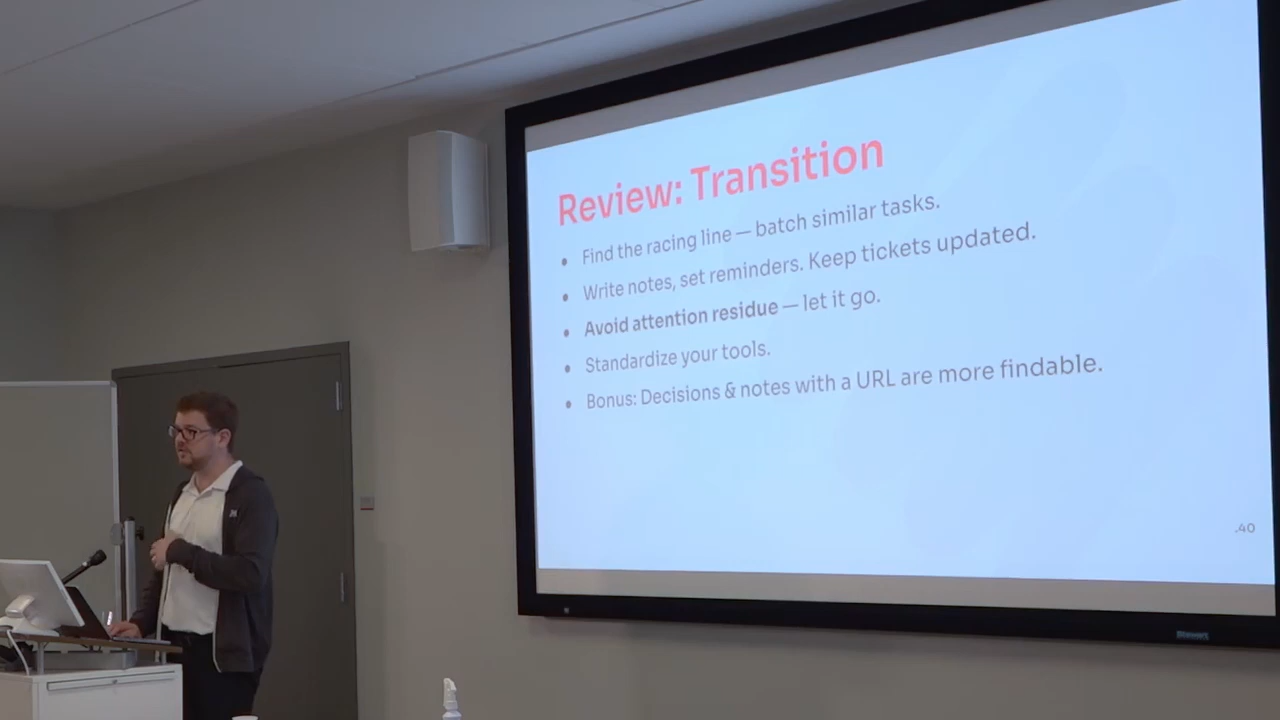 Review: Transition
• Find the racing line — batch similar tasks.
• Write notes, set reminders. Keep tickets updated.
• Avoid attention residue — let it go.
• Standardize your tools.
• Bonus: Decisions & notes with a URL are more findable.
.40
Stewart